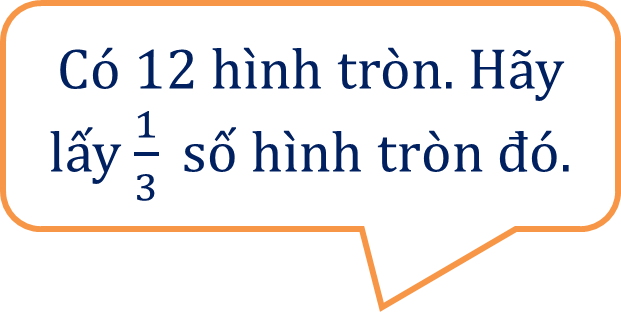 Có 12 hình tròn. Hãy
lấy 1/3 số hình tròn đó.